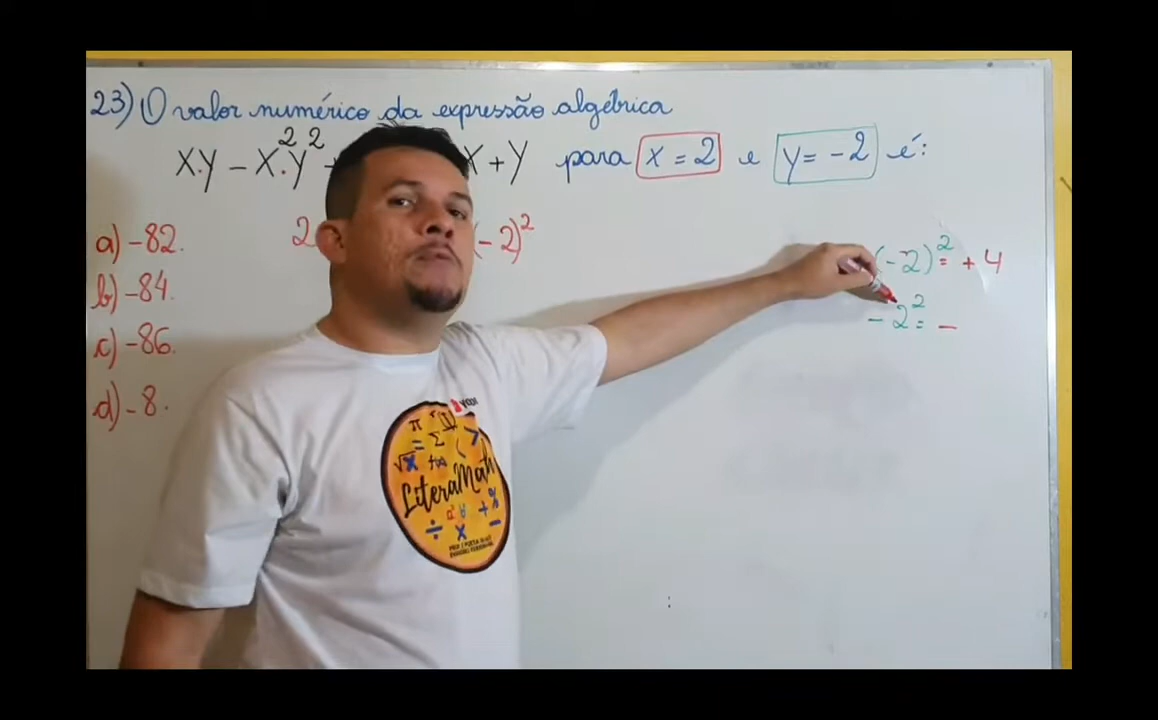 23) O valor numérico da expressão algébrica
X.Y – X².Y² + X + Y para x = 2 e y = -2 é:
a) -82.
b) -84.
c) -86.
d) -8.
2 (-2)²
(-2)² = + 4
- 2² = -
π
= Σ
√x
LiteraMath
÷ x + % -